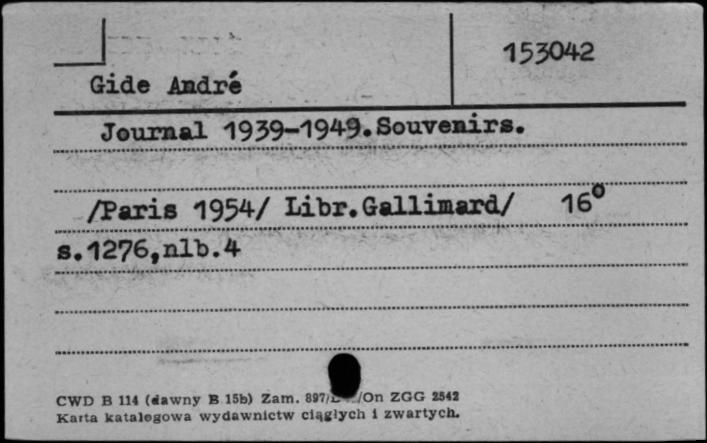 153042
Gide André
Journal 1939-1949.Souvenirs.
/Paris 1954/ Libr.Gallimard/ 16°
s.1276,nlb.4
CWD B 114 (dawny B 15b) Zam. 897/ /On ZGG 2542
Karta katalogowa wydawnictw ciągłych i zwartych.